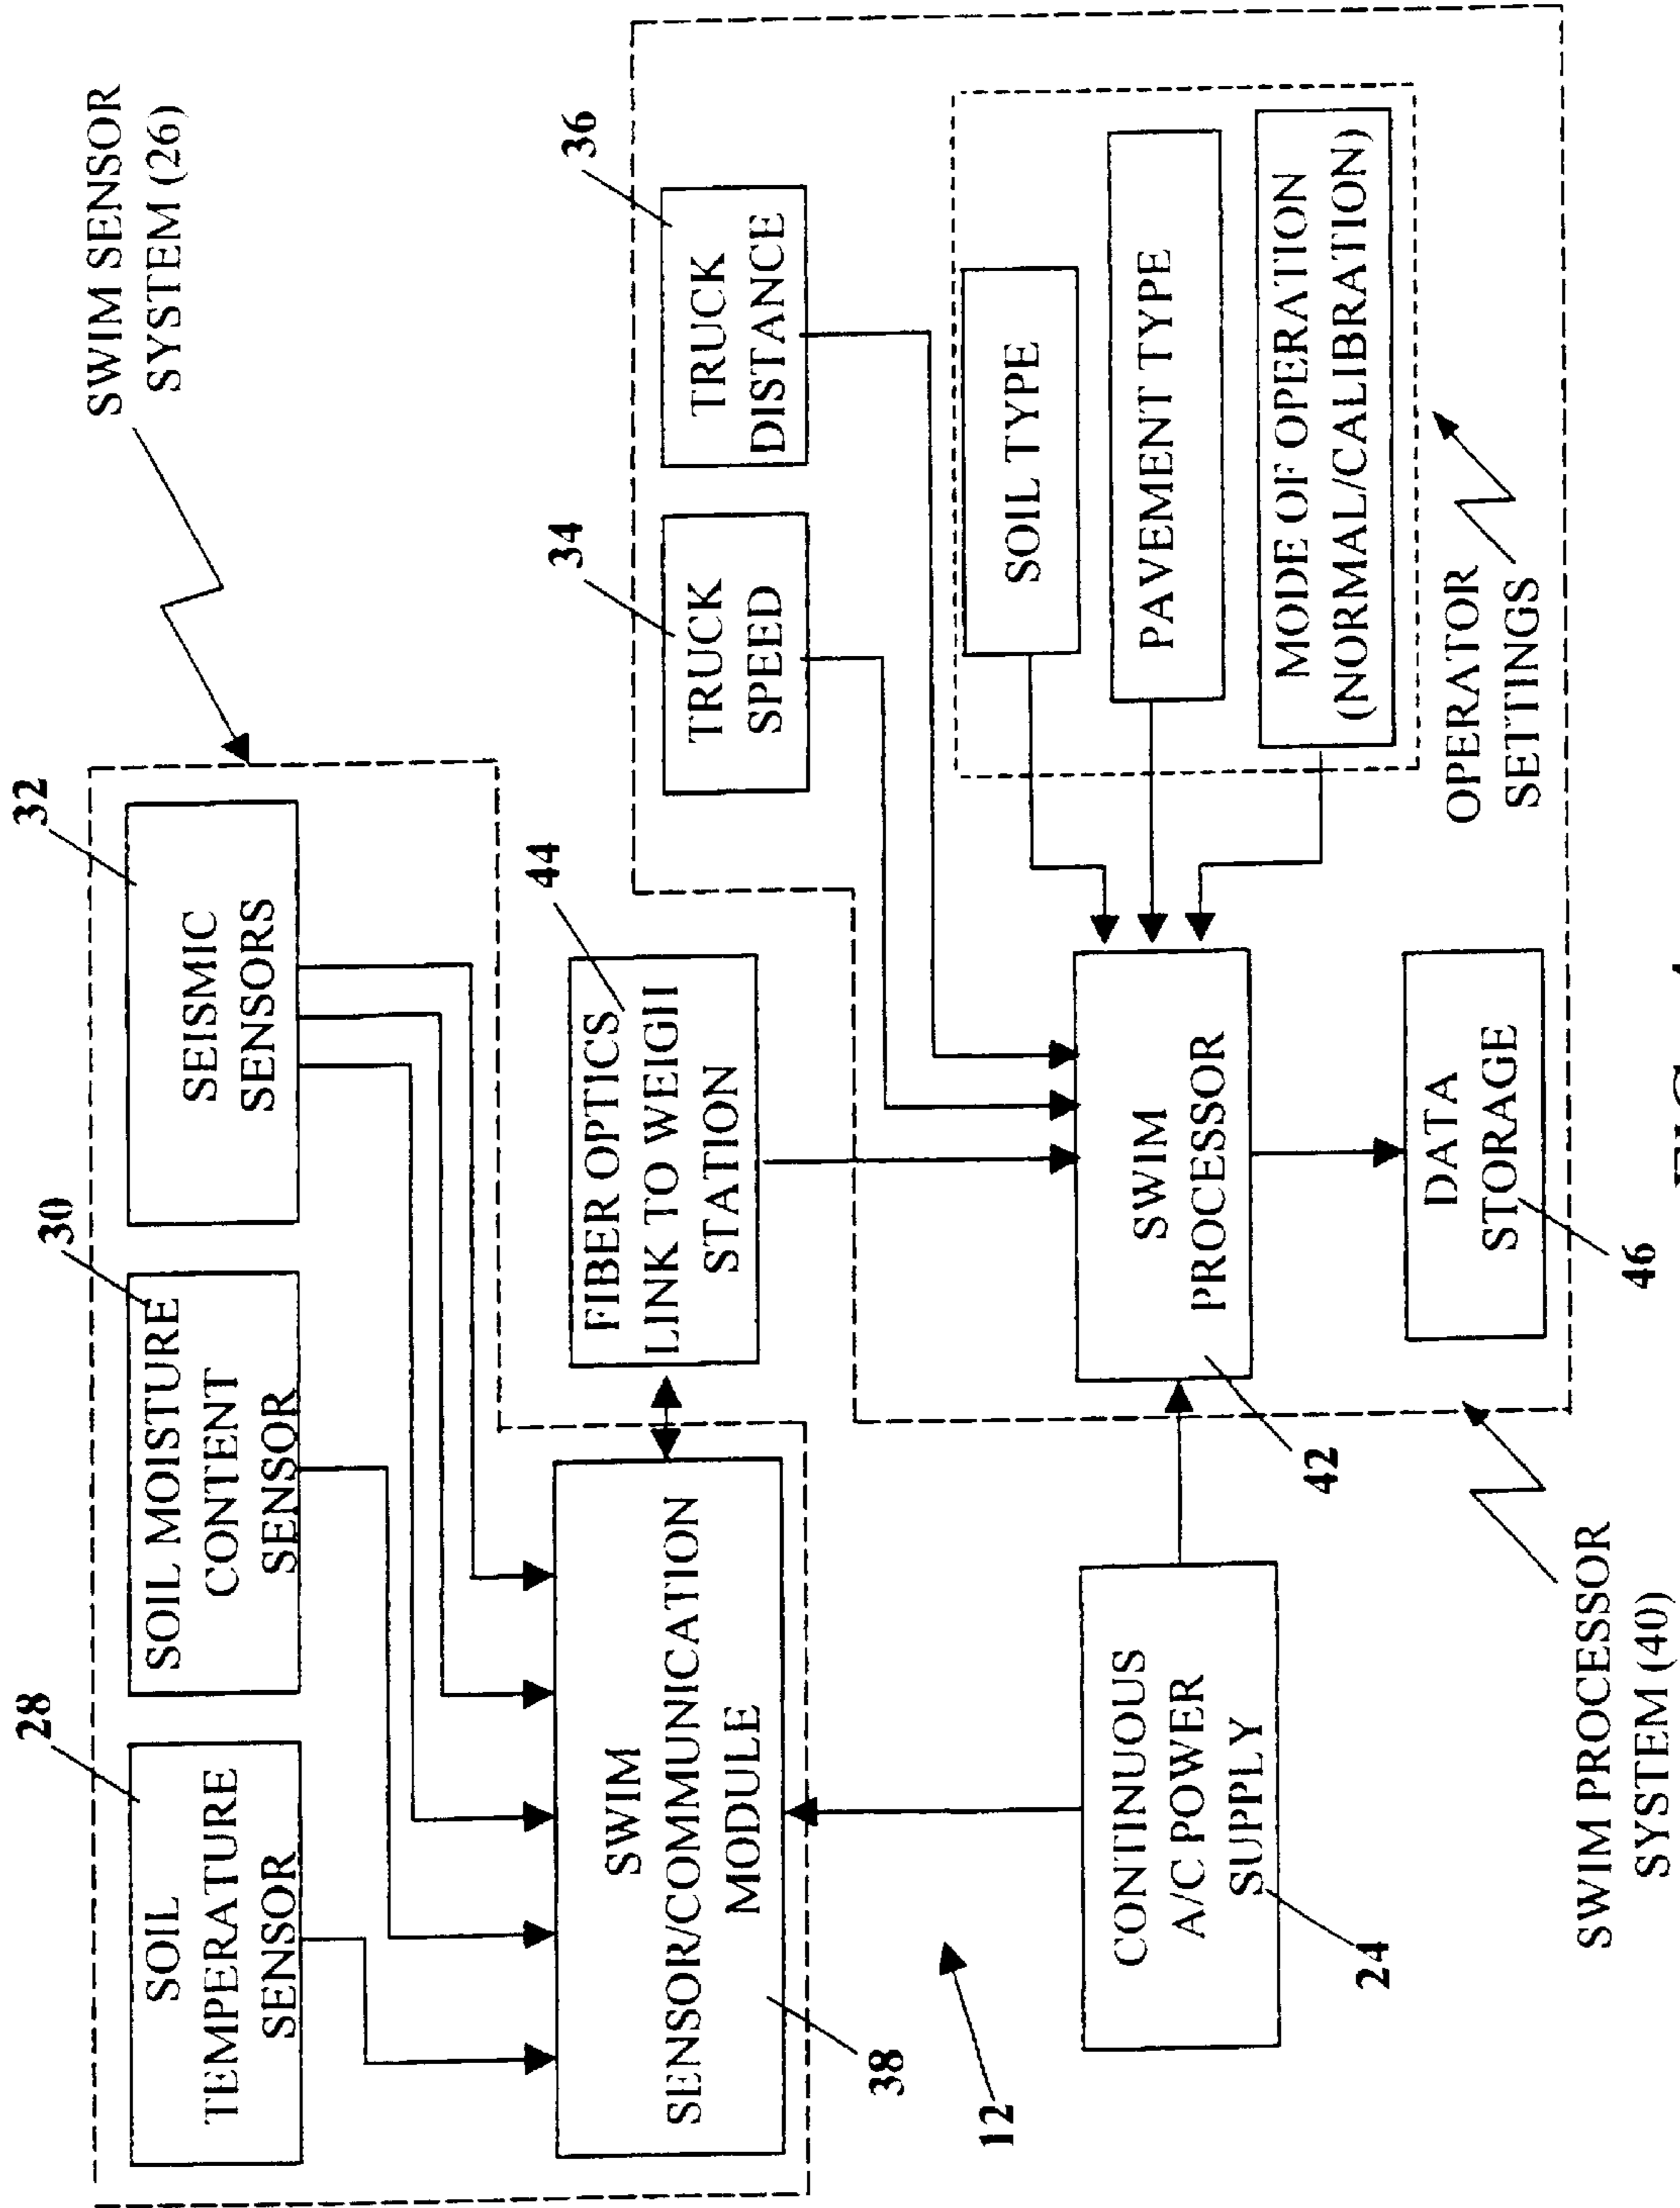 SWIM SENSOR
SYSTEM (26)
28
30
32
SOIL
TEMPERATURE
SENSOR
SOIL MOISTURE
CONTENT
SENSOR
SEISMIC
SENSORS
34
36
TRUCK
SPEED
TRUCK
DISTANCE
44
FIBER OPTICS
LINK TO WEIGH
STATION
SWIM
SENSOR/COMMUNICATION
MODULE
38
12
CONTINUOUS
A/C POWER
SUPPLY
24
SWIM
PROCESSOR
42
SOIL TYPE
PAVEMENT TYPE
MODE OF OPERATION
(NORMAL/CALIBRATION)
OPERATOR
SETTINGS
DATA
STORAGE
46
SWIM PROCESSOR
SYSTEM (40)